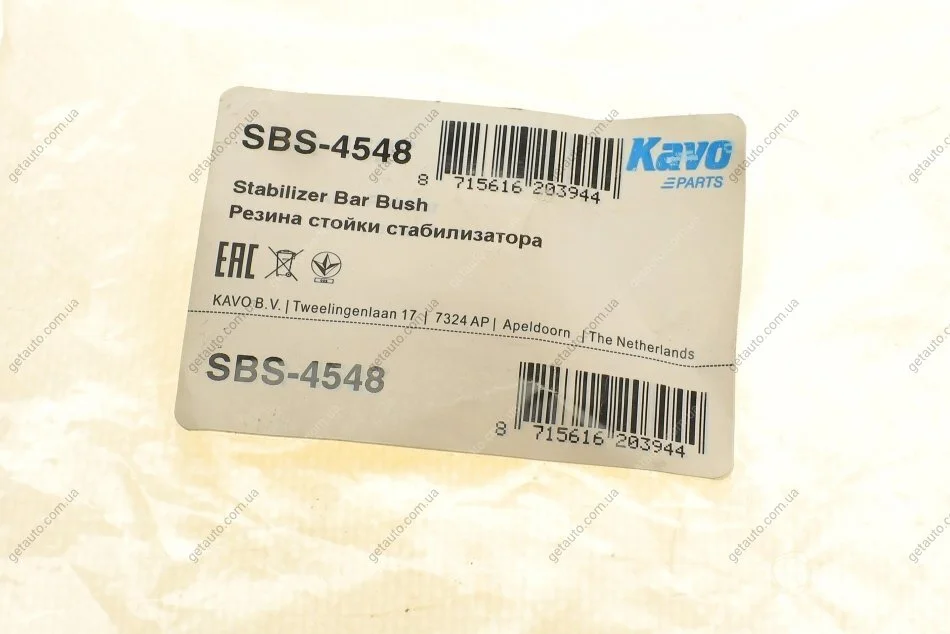 SBS-4548
8 715616 203944
Kavo
PARTS
Stabilizer Bar Bush
Резина стойки стабилизатора
EAC
KAVO B.V. | Tweelingenlaan 17 | 7324 AP | Apeldoorn | The Netherlands
SBS-4548
8 715616 203944
getauto.com.ua